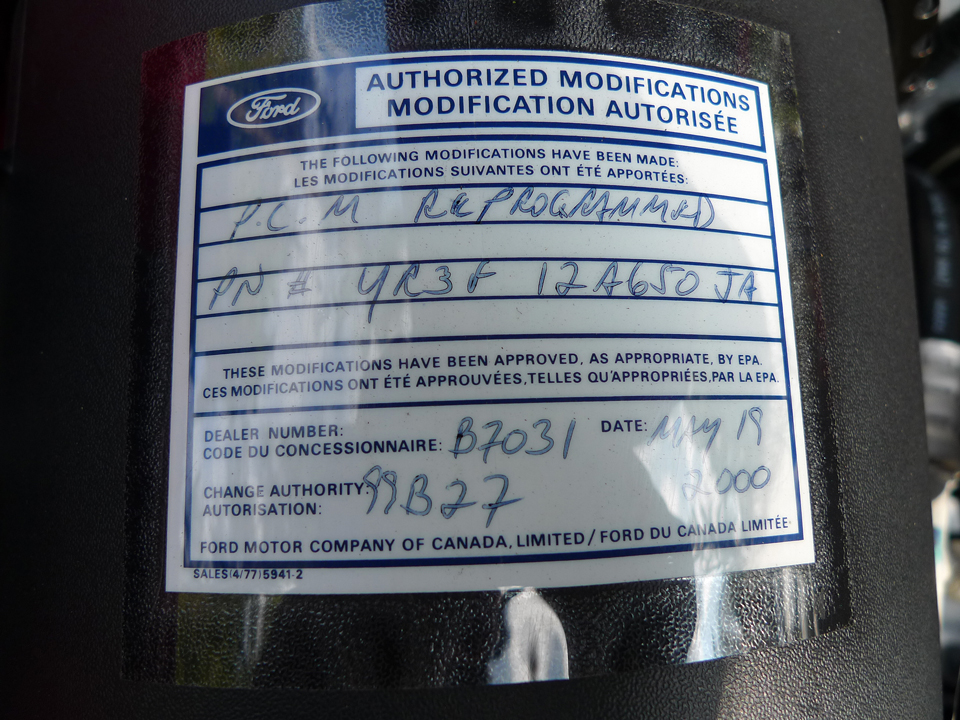 Ford
AUTHORIZED MODIFICATIONS
MODIFICATION AUTORISÉE
THE FOLLOWING MODIFICATIONS HAVE BEEN MADE:
LES MODIFICATIONS SUIVANTES ONT ÉTÉ APPORTÉES:
P.C.M REPROGRAMMED
PN # YR3F 12A650 JA
THESE MODIFICATIONS HAVE BEEN APPROVED, AS APPROPRIATE, BY EPA.
CES MODIFICATIONS ONT ÉTÉ APPROUVÉES, TELLES QU'APPROPRIÉES, PAR LA EPA.
DEALER NUMBER:
CODE DU CONCESSIONNAIRE: B7031 DATE: MAY 19
2000
CHANGE AUTHORITY: 99B27
AUTORISATION:
FORD MOTOR COMPANY OF CANADA, LIMITED / FORD DU CANADA LIMITÉE
SALES (4/77) 5941-2